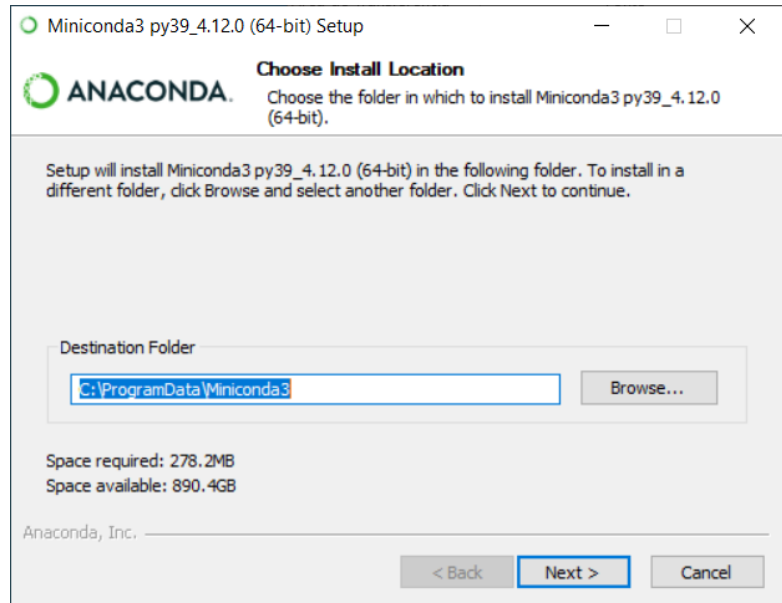 Miniconda3 py39_4.12.0 (64-bit) Setup
ANACONDA.
Choose Install Location
Choose the folder in which to install Miniconda3 py39_4.12.0
(64-bit).
Setup will install Miniconda3 py39_4.12.0 (64-bit) in the following folder. To install in a
different folder, click Browse and select another folder. Click Next to continue.
Destination Folder
C:\ProgramData\Miniconda3
Browse...
Space required: 278.2MB
Space available: 890.4GB
Anaconda, Inc.
< Back
Next >
Cancel